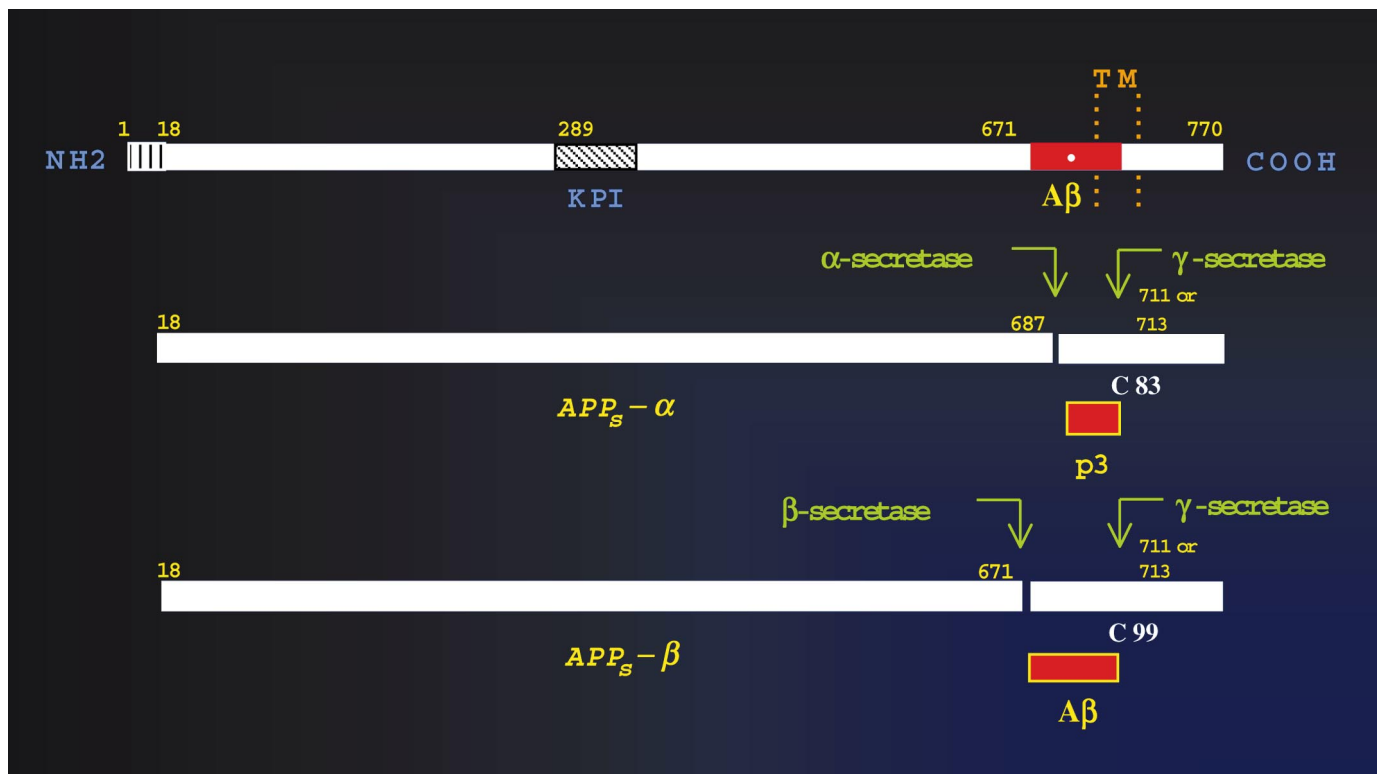 TM
1 18 289 671 770
NH2 COOH
KPI Aβ
α-secretase γ-secretase
711 or
18 687 713
C 83
APPs-α
p3
β-secretase γ-secretase
711 or
18 671 713
C 99
APPs-β
Aβ